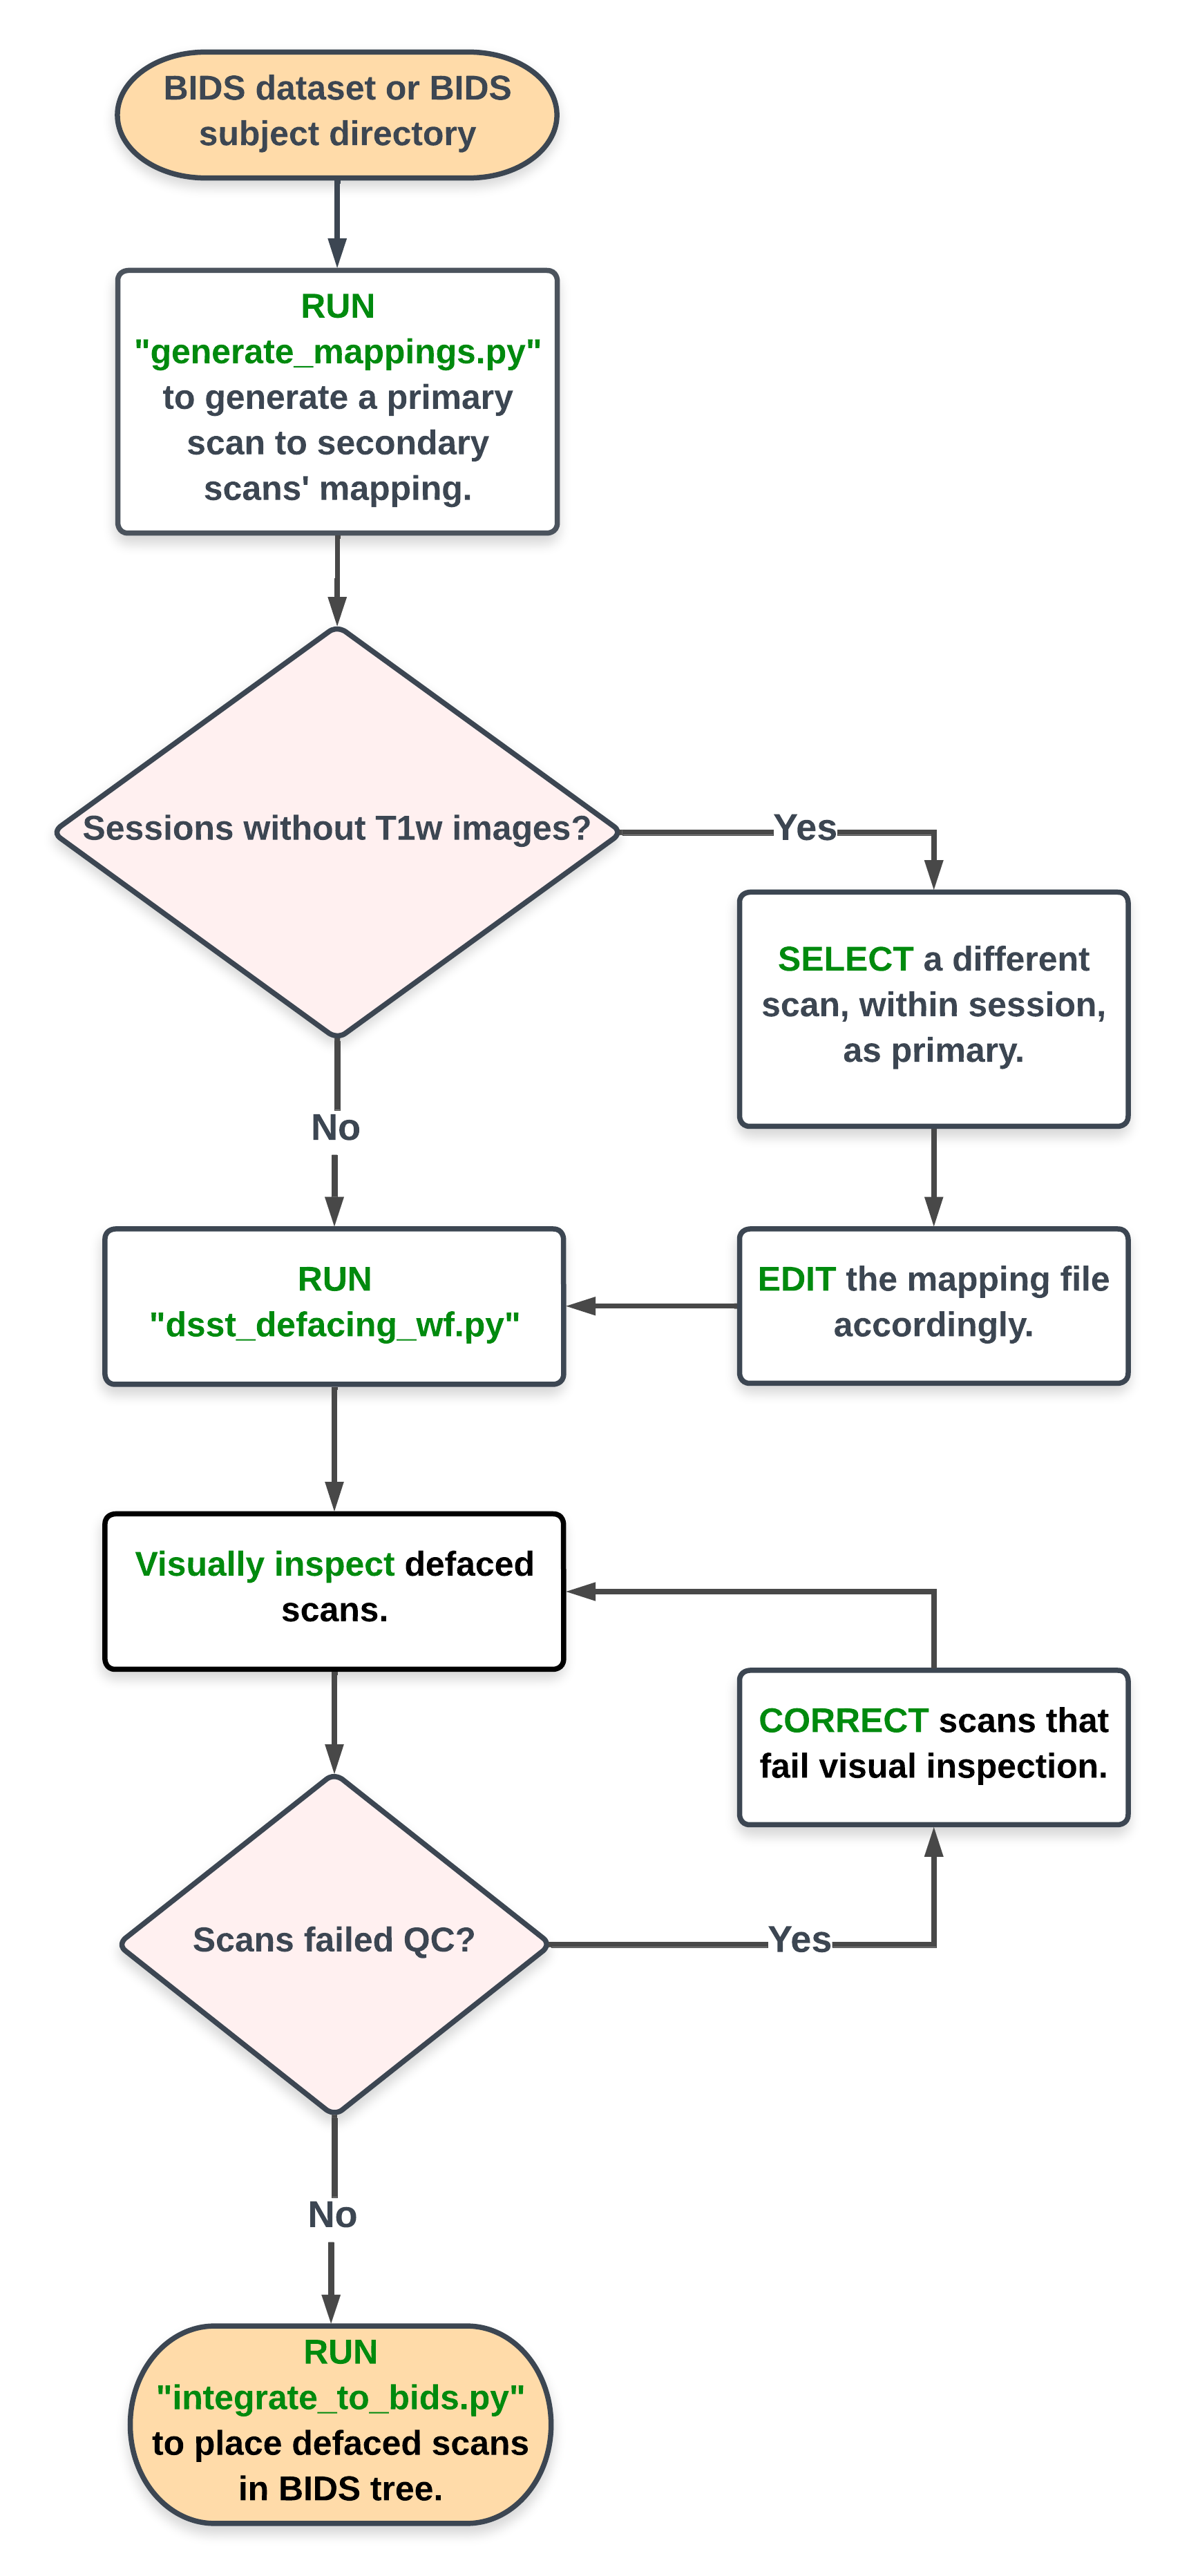 BIDS dataset or BIDS
subject directory
RUN
"generate_mappings.py"
to generate a primary
scan to secondary
scans' mapping.
Sessions without T1w images?
Yes
SELECT a different
scan, within session,
as primary.
No
RUN
"dsst_defacing_wf.py"
EDIT the mapping file
accordingly.
Visually inspect defaced
scans.
CORRECT scans that
fail visual inspection.
Scans failed QC?
Yes
No
RUN
"integrate_to_bids.py"
to place defaced scans
in BIDS tree.